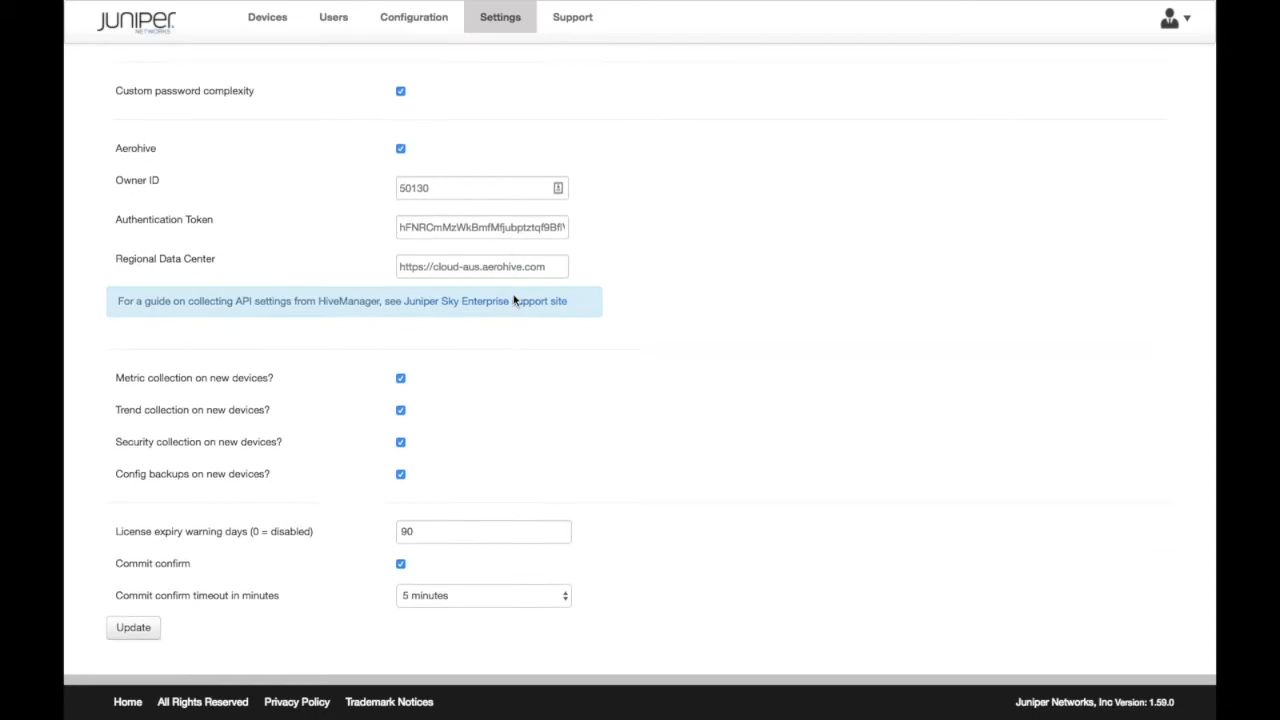 JUNIPER NETWORKS
Devices Users Configuration Settings Support
Custom password complexity
Aerohive
Owner ID 50130
Authentication Token
Regional Data Center https://cloud-aus.aerohive.com
For a guide on collecting API settings from HiveManager, see Juniper Sky Enterprise support site
Metric collection on new devices?
Trend collection on new devices?
Security collection on new devices?
Config backups on new devices?
License expiry warning days (0 = disabled) 90
Commit confirm
Commit confirm timeout in minutes 5 minutes
Update
Home All Rights Reserved Privacy Policy Trademark Notices Juniper Networks, Inc Version: 1.59.0